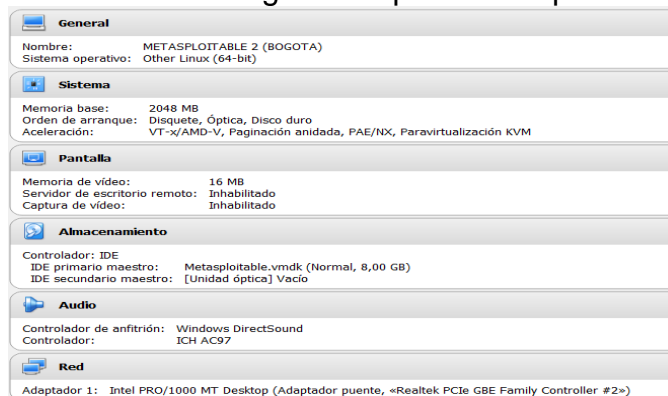 General
Nombre: METASPLOITABLE 2 (BOGOTA)
Sistema operativo: Other Linux (64-bit)
Sistema
Memoria base: 2048 MB
Orden de arranque: Disquete, Óptica, Disco duro
Aceleración: VT-x/AMD-V, Paginación anidada, PAE/NX, Paravirtualización KVM
Pantalla
Memoria de vídeo: 16 MB
Servidor de escritorio remoto: Inhabilitado
Captura de vídeo: Inhabilitado
Almacenamiento
Controlador: IDE
IDE primario maestro: Metasploitable.vmdk (Normal, 8,00 GB)
IDE secundario maestro: [Unidad óptica] Vacío
Audio
Controlador de anfitrión: Windows DirectSound
Controlador: ICH AC97
Red
Adaptador 1: Intel PRO/1000 MT Desktop (Adaptador puente, «Realtek PCIe GBE Family Controller #2»)